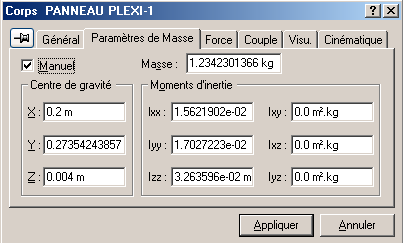 Corps PANNEAU PLEXI-1
Général Paramètres de Masse Force Couple Visu. Cinématique
Manuel Masse : 1.2342301366 kg
Centre de gravité Moments d'inertie
X : 0.2 m Ixx : 1.5621902e-02 Ixy : 0.0 m².kg
Y : 0.27354243857 Iyy : 1.7027223e-02 Ixz : 0.0 m².kg
Z : 0.004 m Izz : 3.263596e-02 m Iyz : 0.0 m².kg
Appliquer Annuler